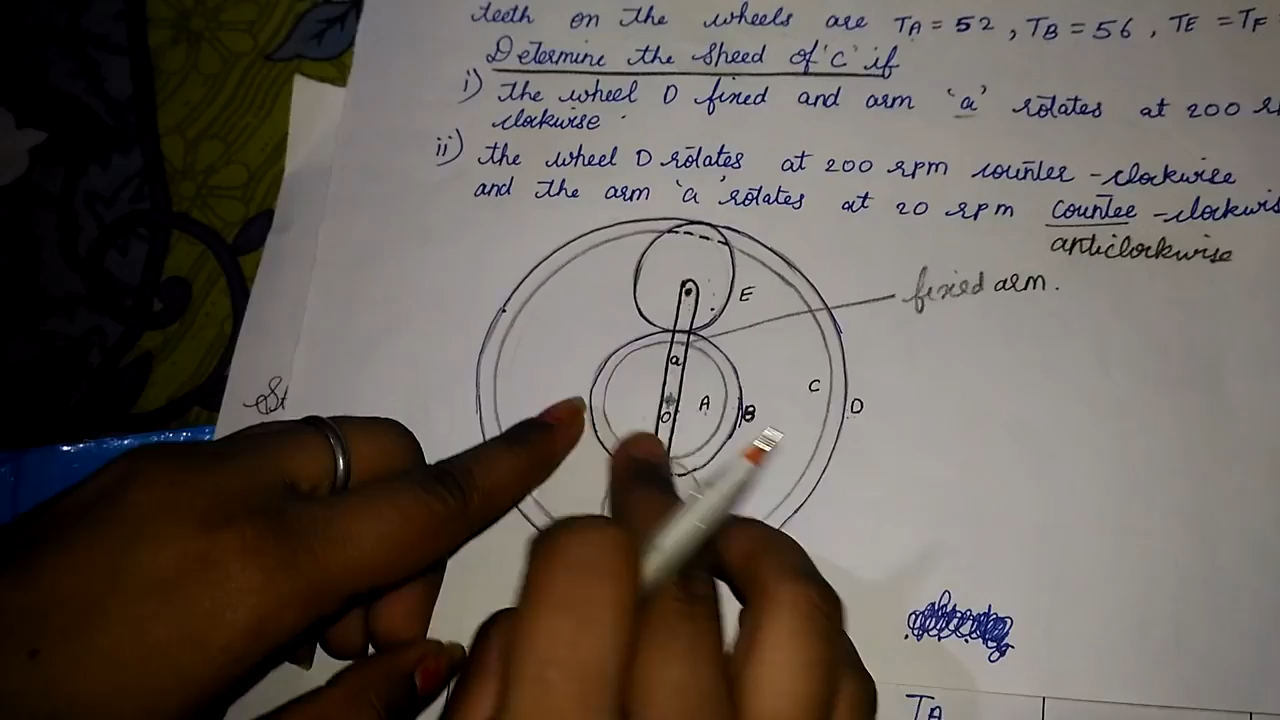 teeth on the wheels are TA = 52, TB = 56, TE = TF
Determine the speed of 'C' if
i) the wheel D fixed and arm 'a' rotates at 200
clockwise.
ii) the wheel D rotates at 200 rpm counter-clockwise
and the arm 'a' rotates at 20 rpm countee-clockwis
anticlockwise
fixed arm.
E
a
C
D
A
B
O
TA